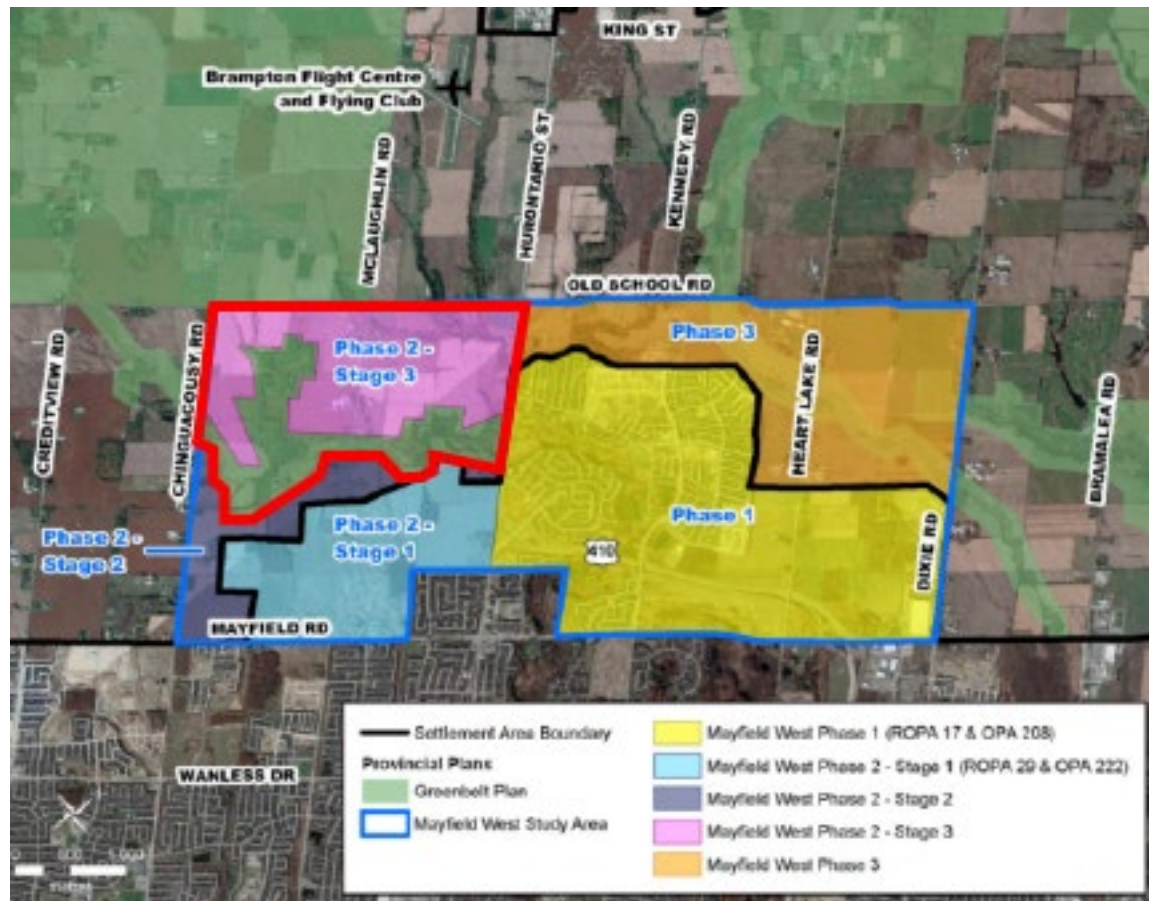 KING ST
Brampton Flight Centre
and Flying Club
MCLAUGHLIN RD
HURONTARIO ST
KENNEDY RD
OLD SCHOOL RD
CREDITVIEW RD
CHINGUACOUSY RD
Phase 2 -
Stage 3
Phase 3
HEART LAKE RD
BRAMALEA RD
Phase 2 -
Stage 2
Phase 2 -
Stage 1
Phase 1
410
DIXIE RD
MAYFIELD RD
WANLESS DR
Settlement Area Boundary
Provincial Plans
Greenbelt Plan
Mayfield West Study Area
Mayfield West Phase 1 (ROPA 17 & OPA 208)
Mayfield West Phase 2 - Stage 1 (ROPA 29 & OPA 222)
Mayfield West Phase 2 - Stage 2
Mayfield West Phase 2 - Stage 3
Mayfield West Phase 3
metres